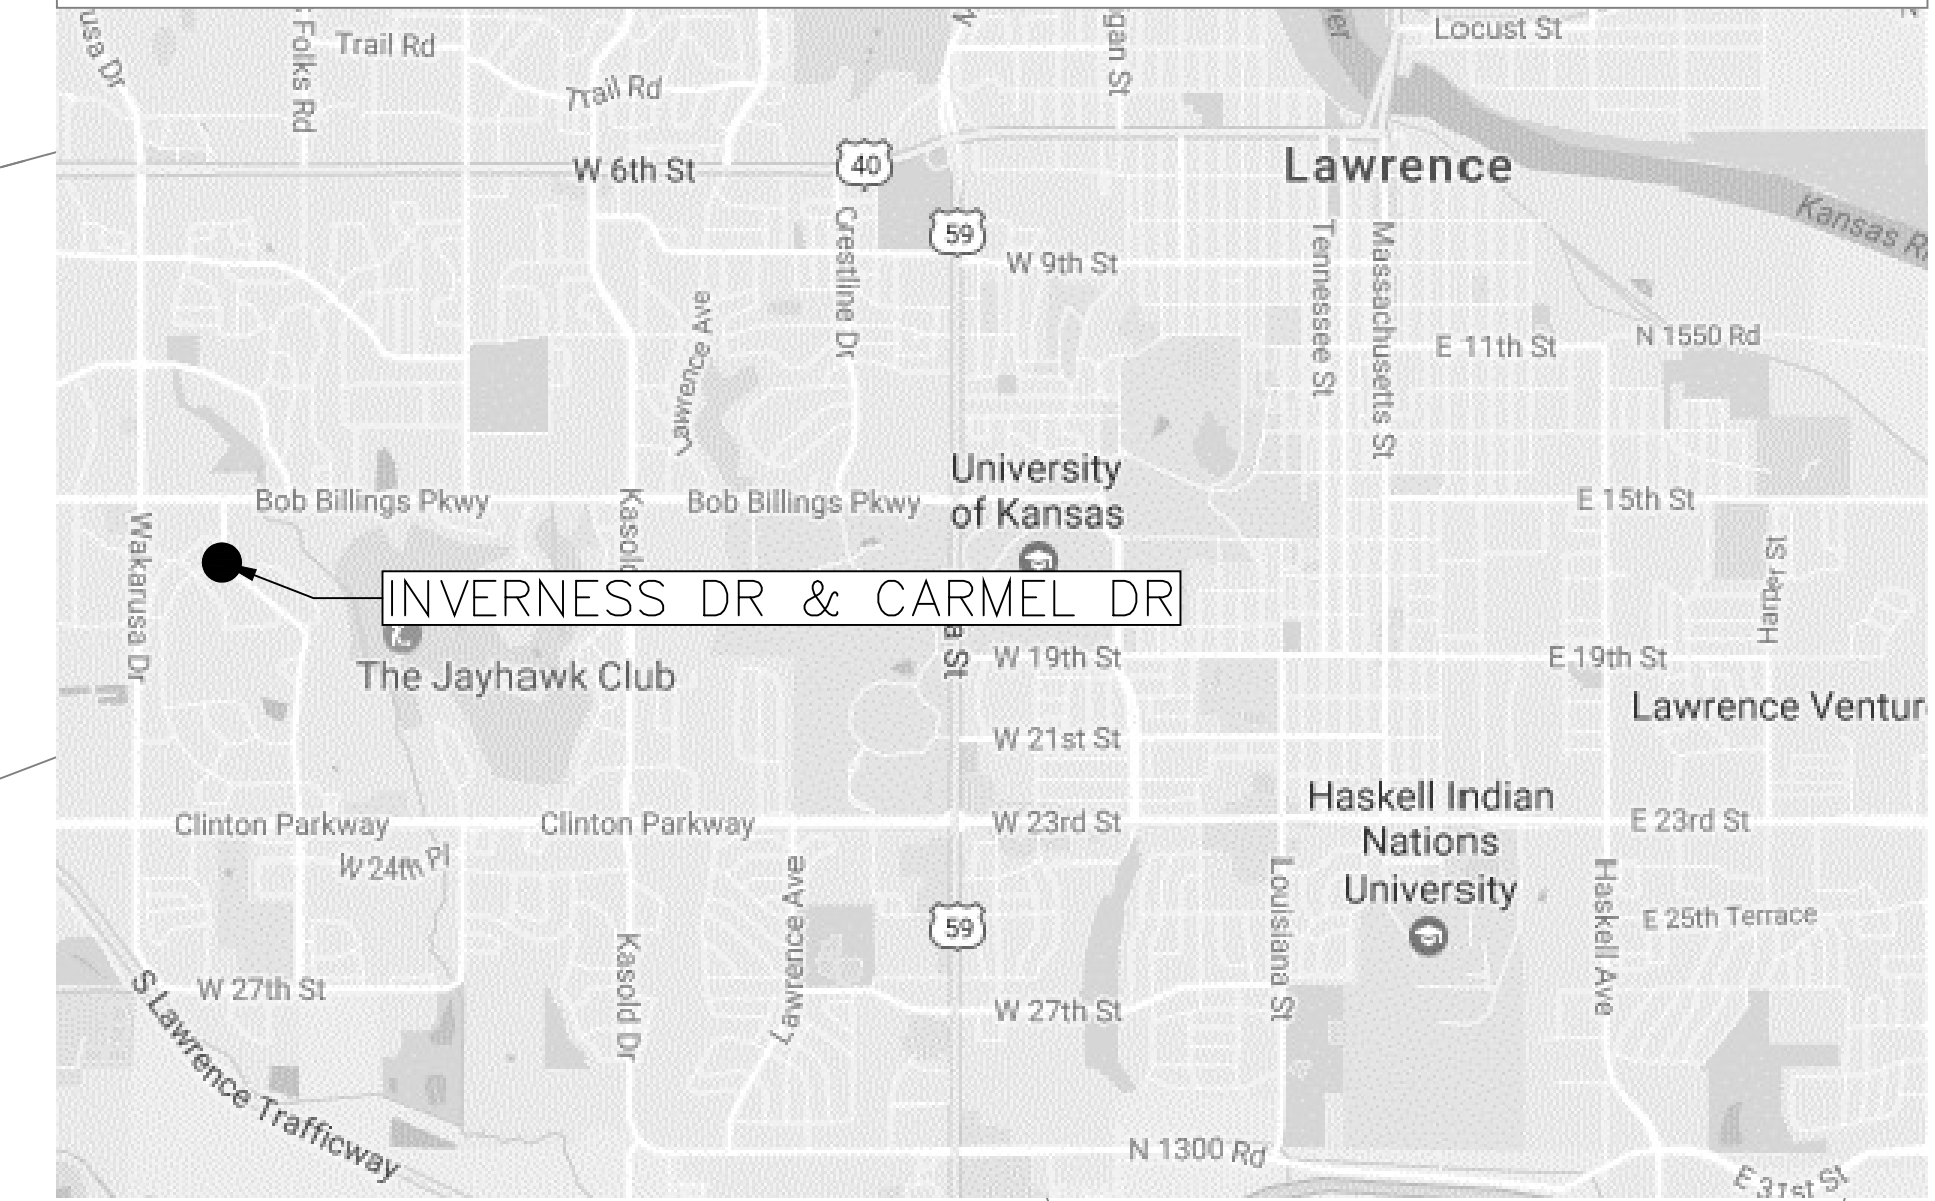 Locust St
Folks Rd
Trail Rd
Trail Rd
W 6th St
40
Lawrence
59
Crestline Dr
W 9th St
Tennessee St
Massachusetts St
Kansas
Lawrence Ave
E 11th St
N 1550 Rd
University
of Kansas
Bob Billings Pkwy
Bob Billings Pkwy
E 15th St
Wakarusa Dr
Harper St
INVERNESS DR & CARMEL DR
The Jayhawk Club
St
W 19th St
E 19th St
Lawrence
W 21st St
Haskell Indian
Nations
University
Clinton Parkway
Clinton Parkway
W 23rd St
E 23rd St
W 24th Pl
Lawrence Ave
Louisiana St
Haskell Ave
59
E 25th Terrace
Kasold Dr
W 27th St
W 27th St
S Lawrence Trafficway
N 1300 Rd
E 31st St